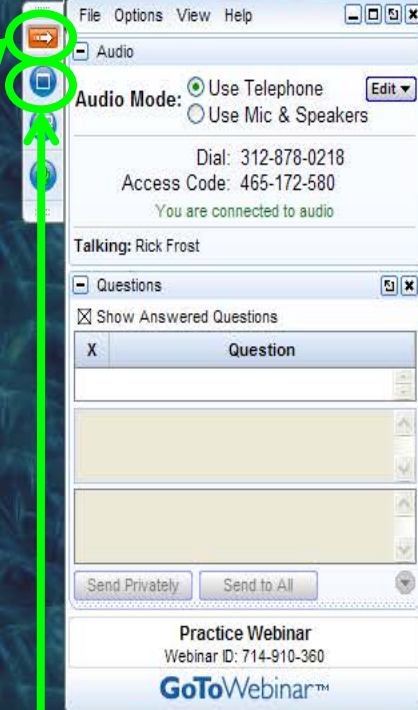 File Options View Help
Audio
Audio Mode: Use Telephone Edit
Use Mic & Speakers
Dial: 312-878-0218
Access Code: 465-172-580
You are connected to audio
Talking: Rick Frost
Questions
Show Answered Questions
X Question
Send Privately Send to All
Practice Webinar
Webinar ID: 714-910-360
GoToWebinar™